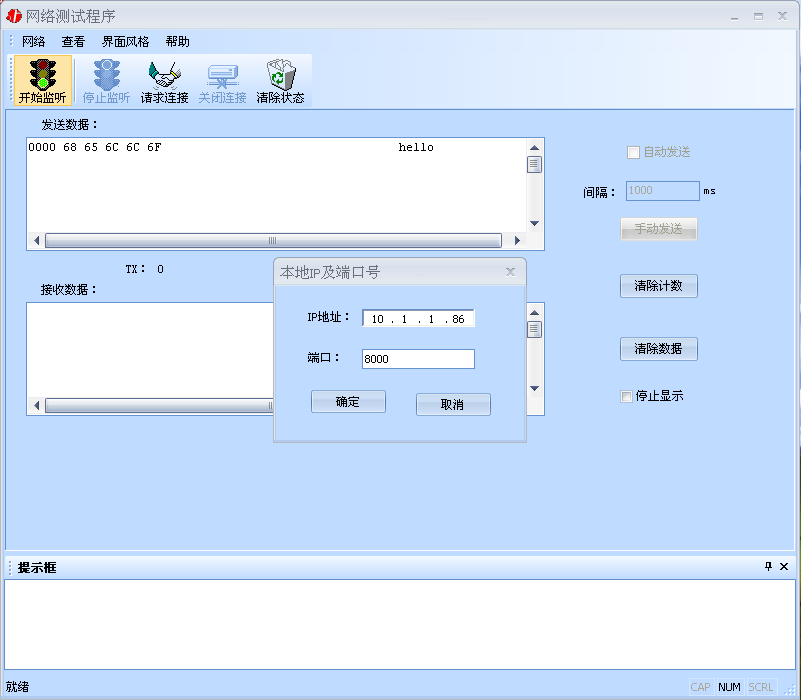 网络测试程序
网络 查看 界面风格 帮助
开始监听 停止监听 请求连接 关闭连接 清除状态
发送数据：
0000 68 65 6C 6C 6F hello
自动发送
间隔： 1000 ms
手动发送
TX： 0
接收数据：
本地IP及端口号
IP地址： 10 . 1 . 1 . 86
端口： 8000
确定 取消
清除计数
清除数据
停止显示
提示框
就绪 CAP NUM SCRL